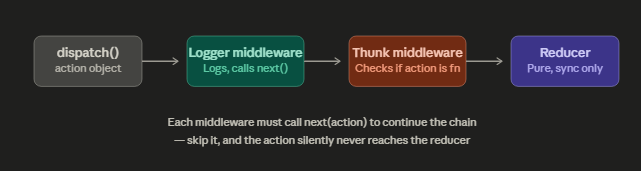 dispatch()
action object
Logger middleware
Logs, calls next()
Thunk middleware
Checks if action is fn
Reducer
Pure, sync only
Each middleware must call next(action) to continue the chain
— skip it, and the action silently never reaches the reducer